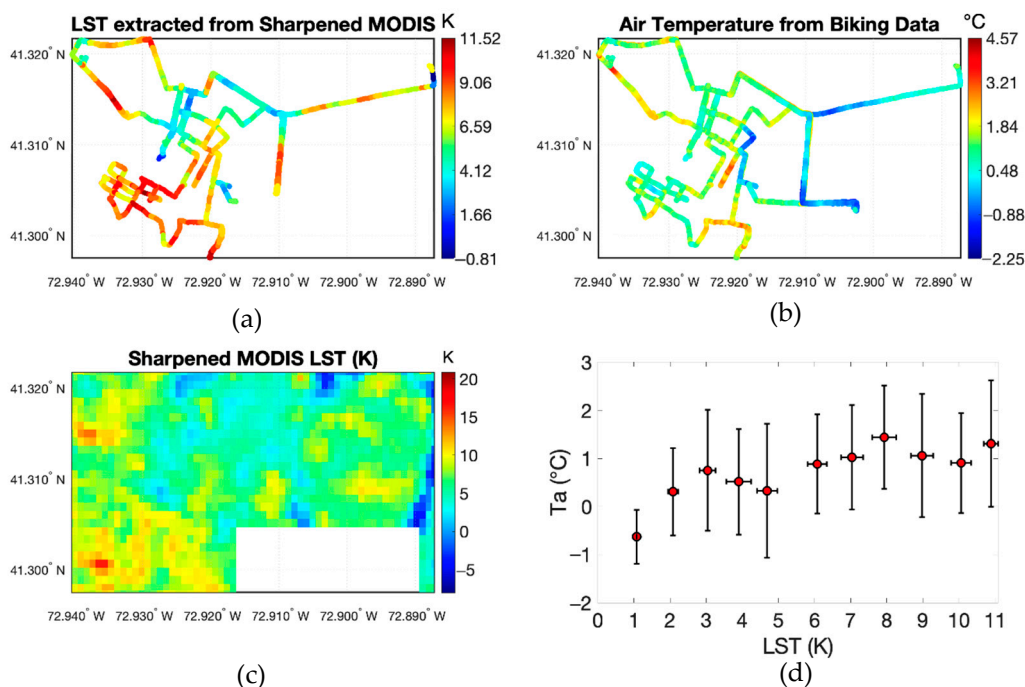 LST extracted from Sharpened MODIS
K
41.320° N
41.310° N
41.300° N
72.940° W
72.930° W
72.920° W
72.910° W
72.900° W
72.890° W
11.52
9.06
6.59
4.12
1.66
−0.81
(a)
Air Temperature from Biking Data
°C
41.320° N
41.310° N
41.300° N
72.940° W
72.930° W
72.920° W
72.910° W
72.900° W
72.890° W
4.57
3.21
1.84
0.48
−0.88
−2.25
(b)
Sharpened MODIS LST (K)
K
41.320° N
41.310° N
41.300° N
72.940° W
72.930° W
72.920° W
72.910° W
72.900° W
72.890° W
20
15
10
5
0
−5
(c)
3
2
1
0
−1
−2
Ta (°C)
0 1 2 3 4 5 6 7 8 9 10 11
LST (K)
(d)